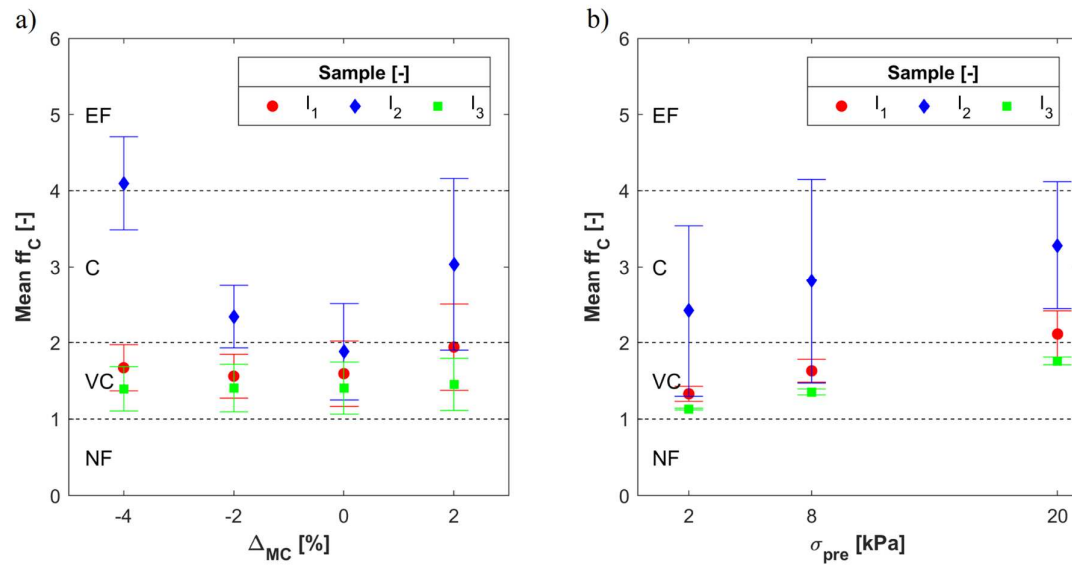 a)
6
5
4
3
2
1
0
Mean ff_C [-]
EF
C
VC
NF
Sample [-]
I_1 I_2 I_3
-4 -2 0 2
Δ_MC [%]
b)
6
5
4
3
2
1
0
Mean ff_C [-]
EF
C
VC
NF
Sample [-]
I_1 I_2 I_3
2 8 20
σ_pre [kPa]